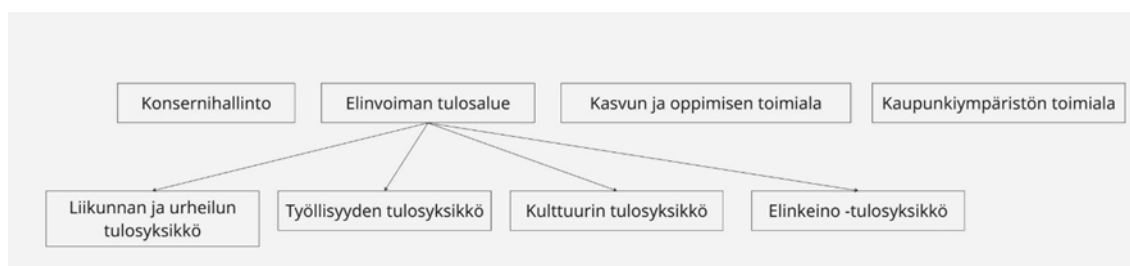 Konsernihallinto
Elinvoiman tulosalue
Kasvun ja oppimisen toimiala
Kaupunkiympäristön toimiala
Liikunnan ja urheilun
tulosyksikkö
Työllisyyden tulosyksikkö
Kulttuurin tulosyksikkö
Elinkeino -tulosyksikkö